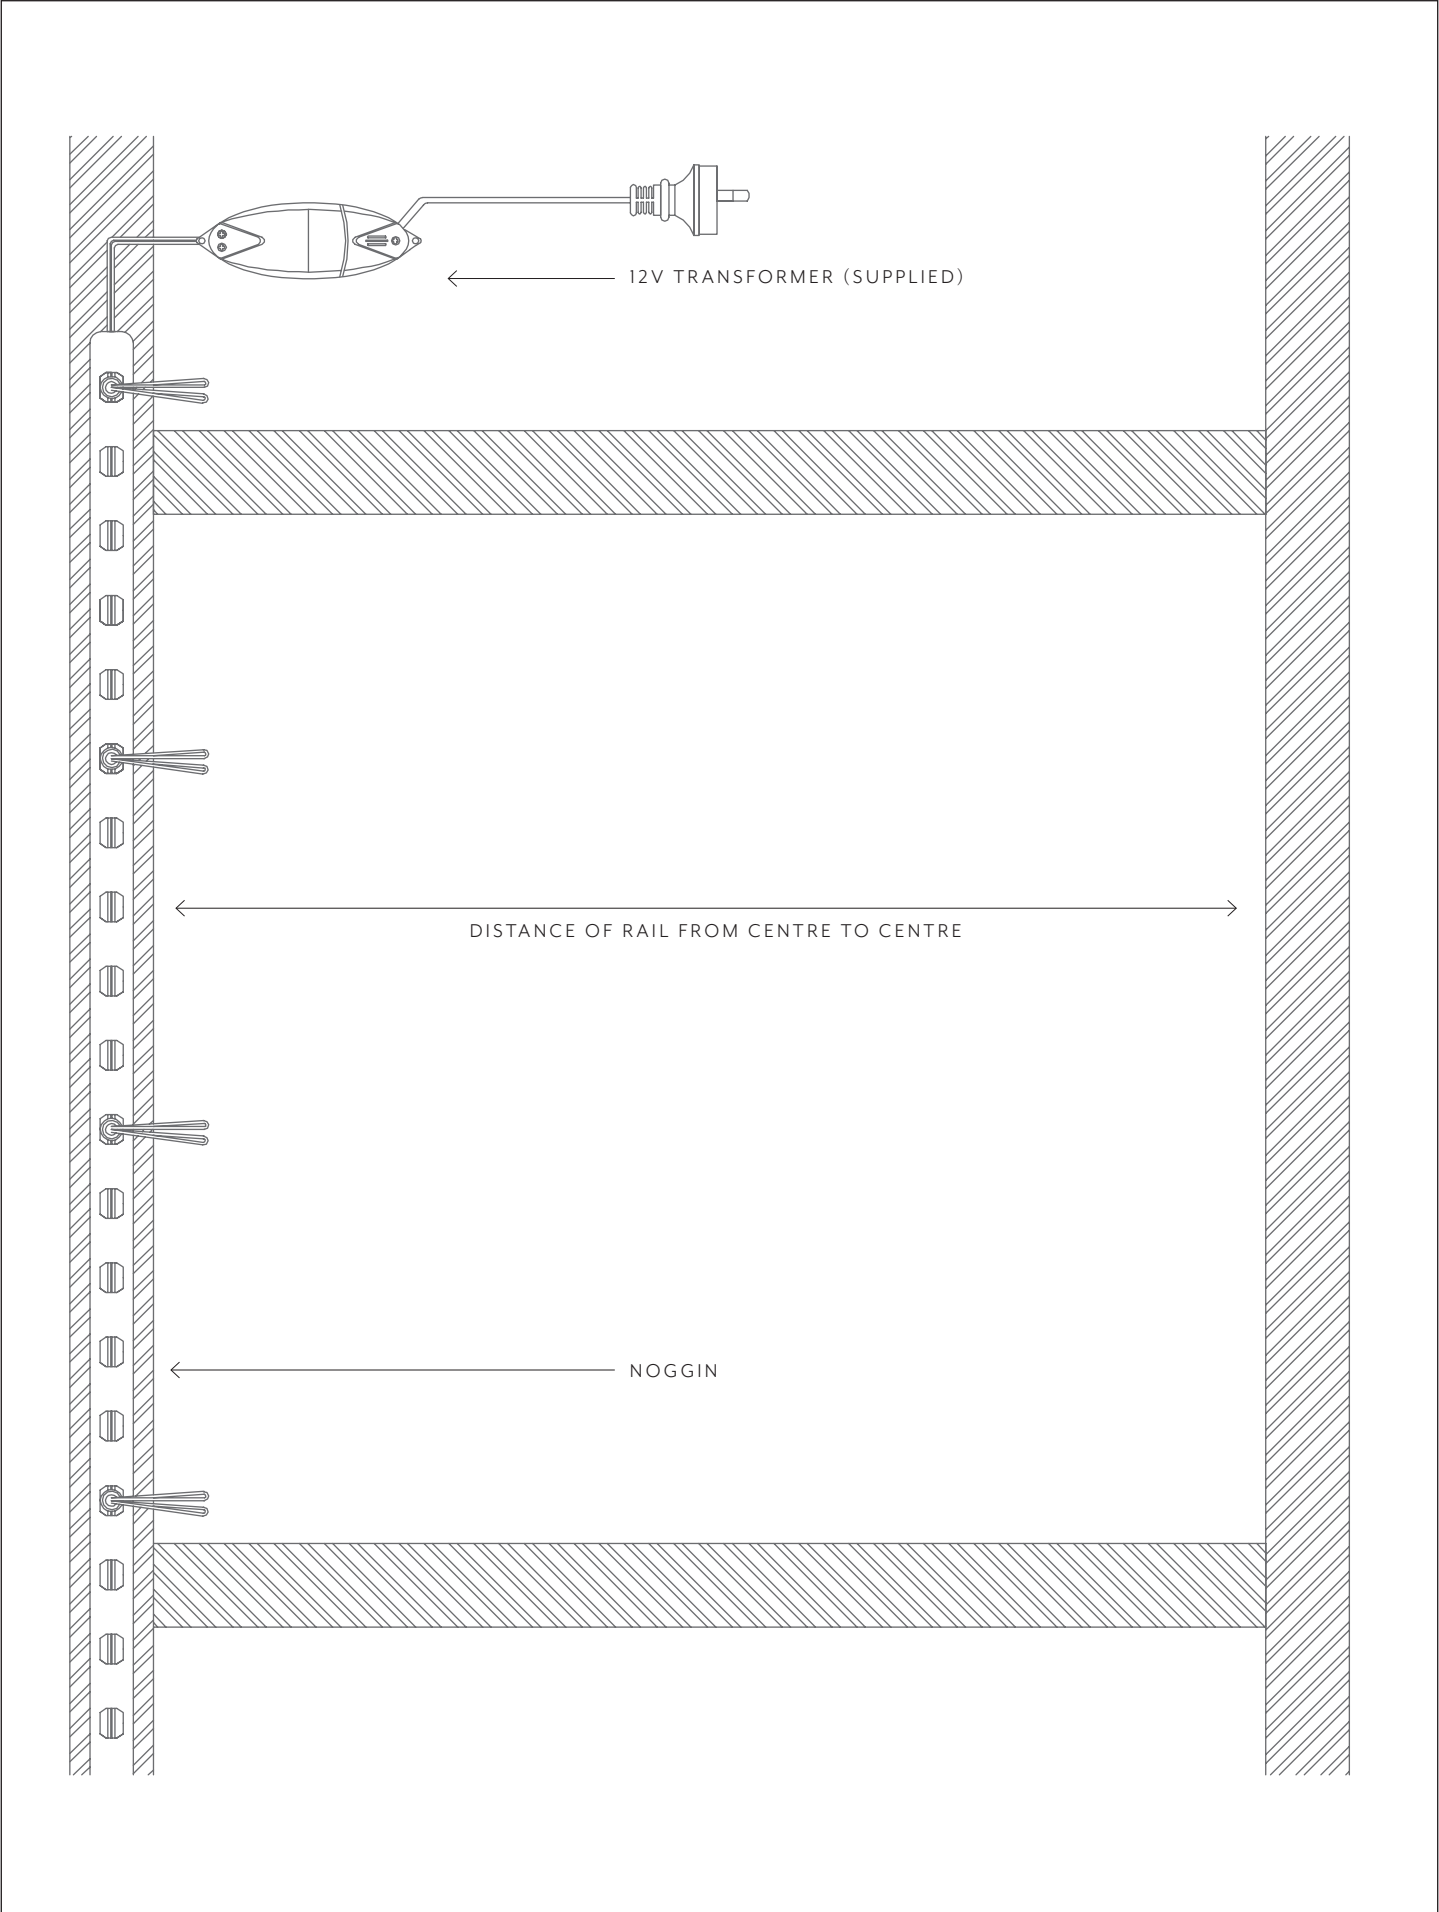 12V TRANSFORMER (SUPPLIED)
DISTANCE OF RAIL FROM CENTRE TO CENTRE
NOGGIN